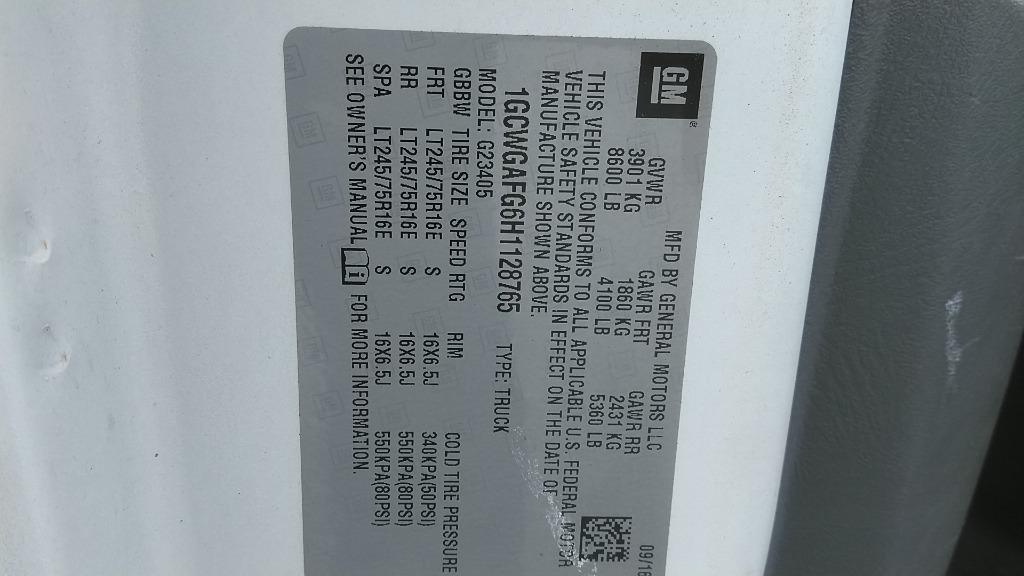 GM®
MFD BY GENERAL MOTORS LLC 09/16
GVWR GAWR FRT GAWR RR
3901 KG 1860 KG 2431 KG
8600 LB 4100 LB 5360 LB
THIS VEHICLE CONFORMS TO ALL APPLICABLE U.S. FEDERAL MOTOR
VEHICLE SAFETY STANDARDS IN EFFECT ON THE DATE OF
MANUFACTURE SHOWN ABOVE.
1GCWGAFG6H1128765 TYPE: TRUCK
MODEL: G23405
GBBW TIRE SIZE SPEED RTG RIM COLD TIRE PRESSURE
FRT LT245/75R16E S 16X6.5J 340KPA(50PSI)
RR LT245/75R16E S 16X6.5J 550KPA(80PSI)
SPA LT245/75R16E S 16X6.5J 550KPA(80PSI)
SEE OWNER'S MANUAL i FOR MORE INFORMATION.